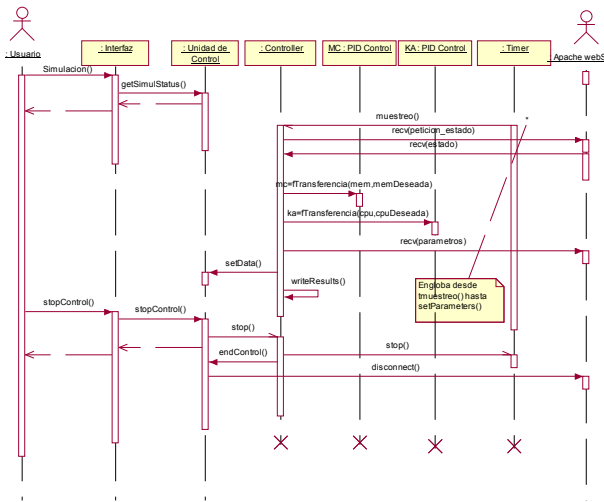 : Usuario
: Interfaz
: Unidad de
Control
: Controller
MC : PID Control
KA : PID Control
: Timer
: Apache webS
Simulacion()
getSimulStatus()
muestreo()
*
recv(peticion_estado)
recv(estado)
mc=fTransferencia(mem,memDeseada)
ka=fTransferencia(cpu,cpuDeseada)
recv(parametros)
setData()
writeResults()
Engloba desde
tmuestreo() hasta
setParameters()
stopControl()
stopControl()
stop()
endControl()
stop()
disconnect()